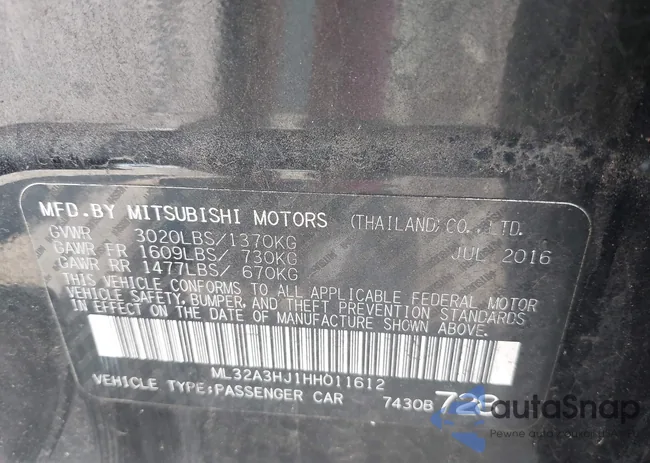 MFD.BY MITSUBISHI MOTORS (THAILAND)CO.,LTD.
GVWR 3020LBS/1370KG JUL 2016
GAWR FR 1609LBS/ 730KG
GAWR RR 1477LBS/ 670KG
THIS VEHICLE CONFORMS TO ALL APPLICABLE FEDERAL MOTOR
VEHICLE SAFETY, BUMPER, AND THEFT PREVENTION STANDARDS
IN EFFECT ON THE DATE OF MANUFACTURE SHOWN ABOVE.
ML32A3HJ1HH011612
VEHICLE TYPE:PASSENGER CAR 7430B 728
autaSnap